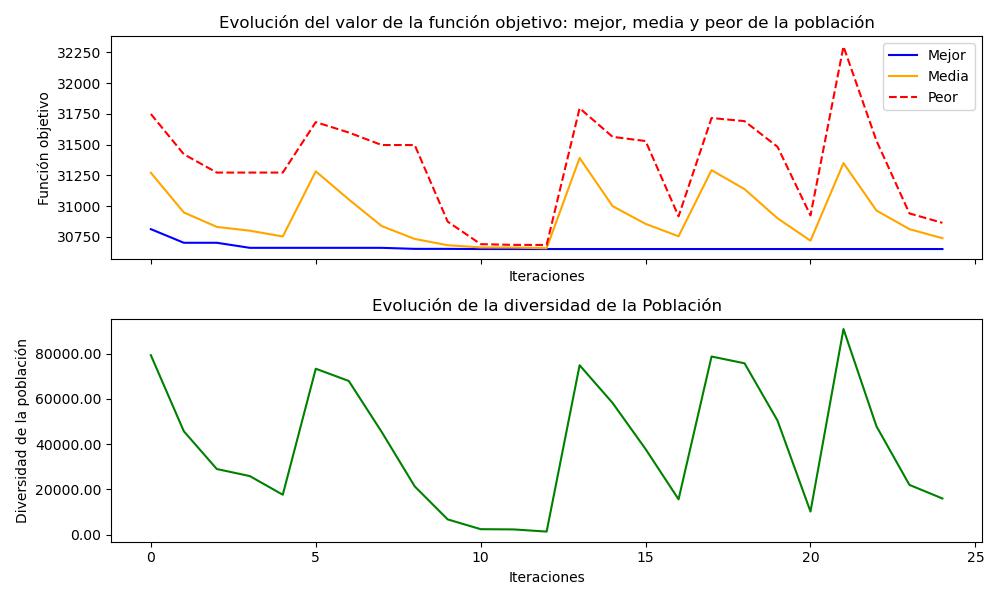 Evolución del valor de la función objetivo: mejor, media y peor de la población
Función objetivo
32250
32000
31750
31500
31250
31000
30750
Mejor
Media
Peor
Iteraciones
Evolución de la diversidad de la Población
Diversidad de la población
80000.00
60000.00
40000.00
20000.00
0.00
0 5 10 15 20 25
Iteraciones